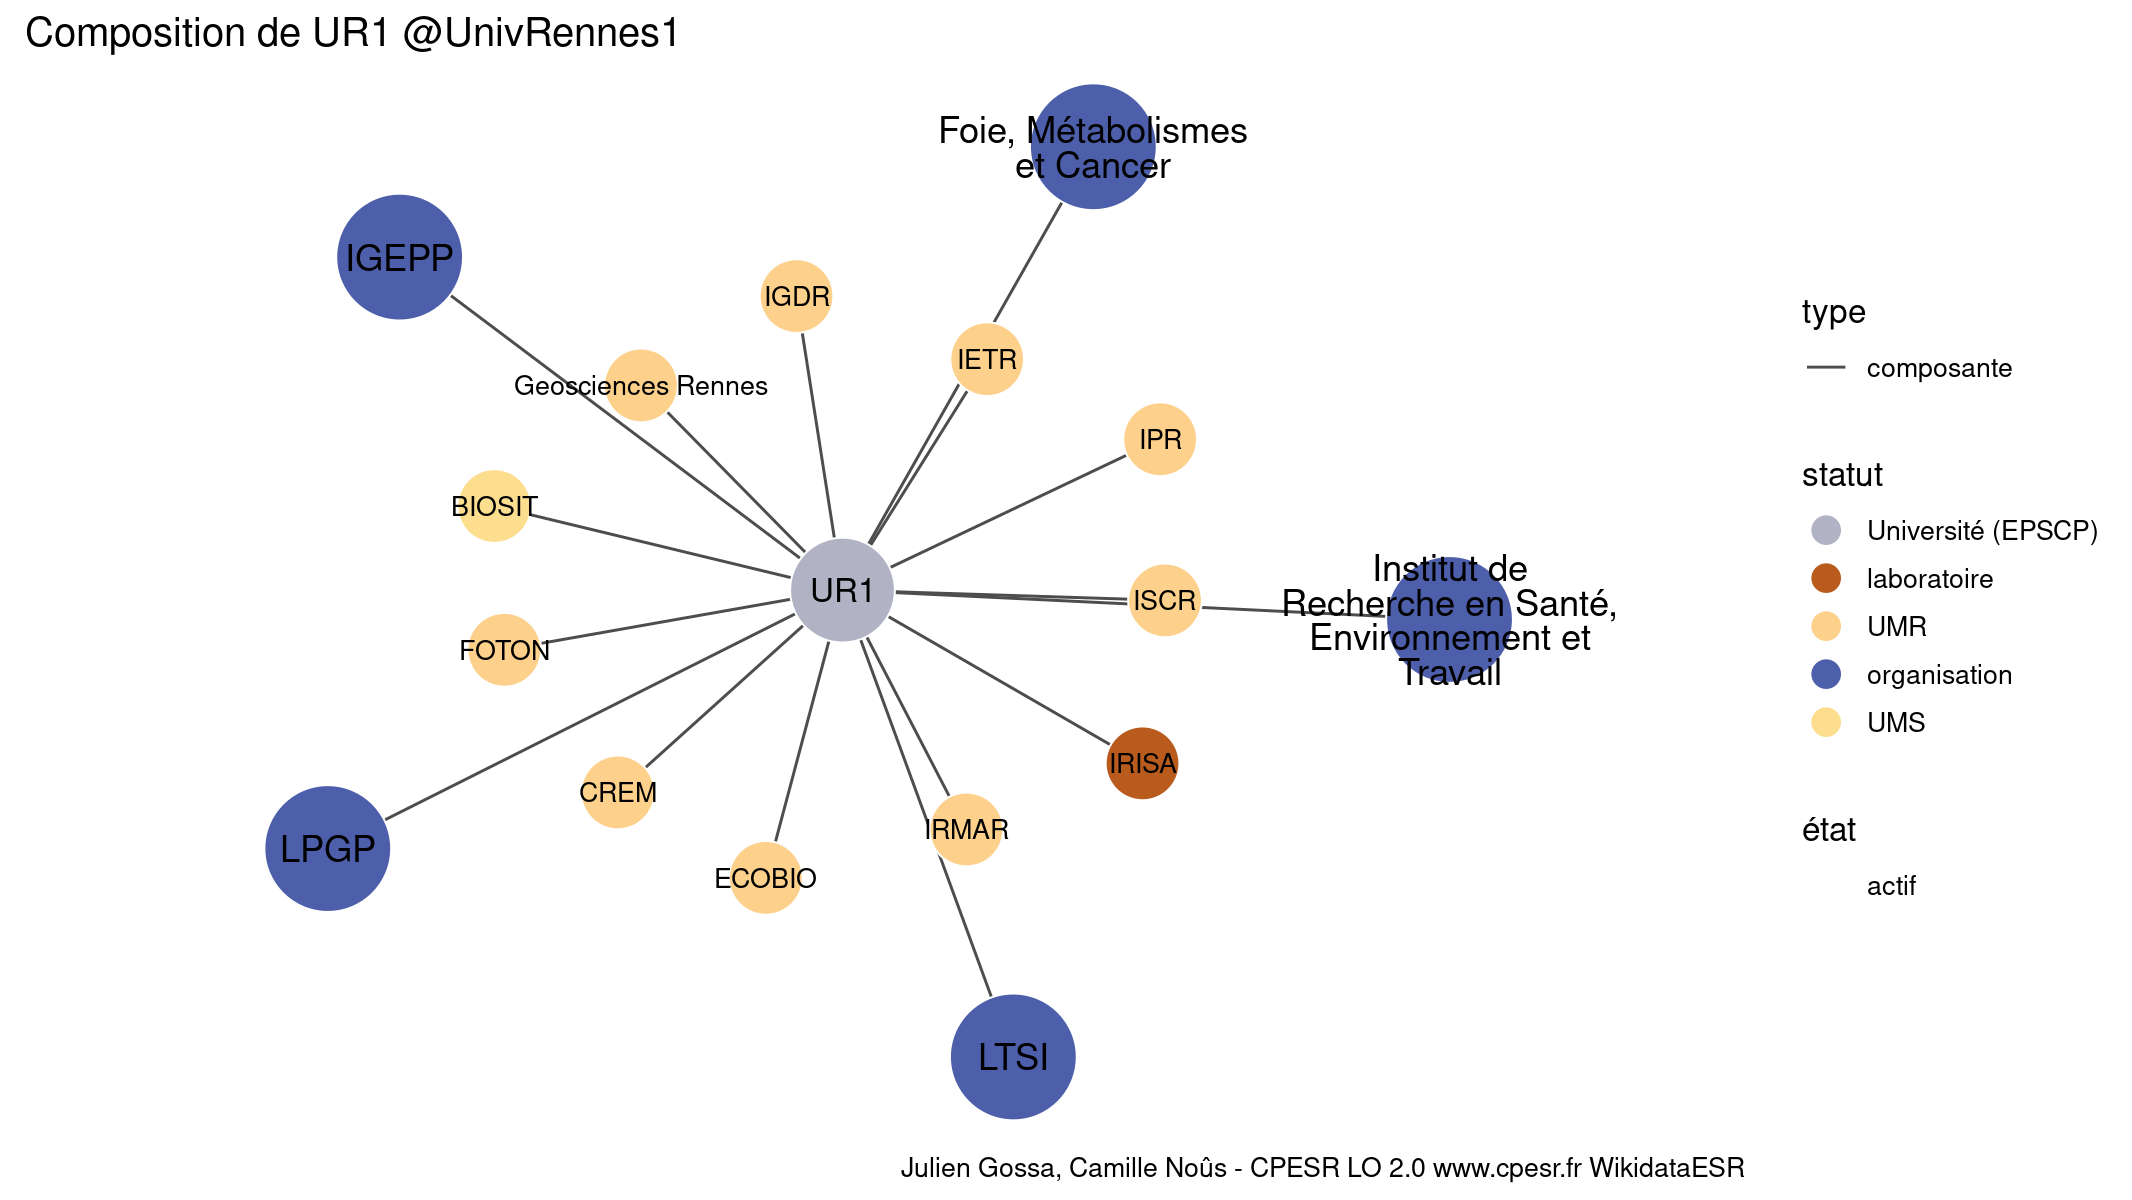 Composition de UR1 @UnivRennes1
Foie, Métabolismes
et Cancer
IGEPP
IGDR
IETR
Geosciences Rennes
IPR
BIOSIT
UR1
ISCR
Institut de
Recherche en Santé,
Environnement et
Travail
FOTON
IRISA
CREM
IRMAR
LPGP
ECOBIO
LTSI
type
composante
statut
Université (EPSCP)
laboratoire
UMR
organisation
UMS
état
actif
Julien Gossa, Camille Noûs - CPESR LO 2.0 www.cpesr.fr WikidataESR